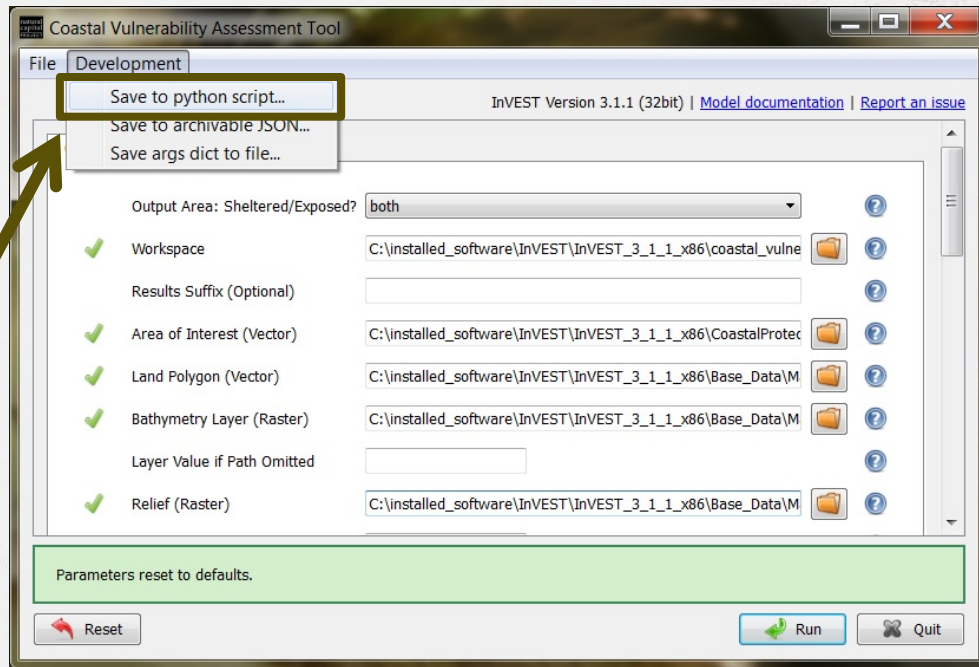 natural
capital
PROJECT
Coastal Vulnerability Assessment Tool
File Development
Save to python script...
Save to archivable JSON...
Save args dict to file...
InVEST Version 3.1.1 (32bit) | Model documentation | Report an issue
Output Area: Sheltered/Exposed? both
Workspace C:\installed_software\InVEST\InVEST_3_1_1_x86\coastal_vulne
Results Suffix (Optional)
Area of Interest (Vector) C:\installed_software\InVEST\InVEST_3_1_1_x86\CoastalProtec
Land Polygon (Vector) C:\installed_software\InVEST\InVEST_3_1_1_x86\Base_Data\M
Bathymetry Layer (Raster) C:\installed_software\InVEST\InVEST_3_1_1_x86\Base_Data\M
Layer Value if Path Omitted
Relief (Raster) C:\installed_software\InVEST\InVEST_3_1_1_x86\Base_Data\M
Parameters reset to defaults.
Reset Run Quit